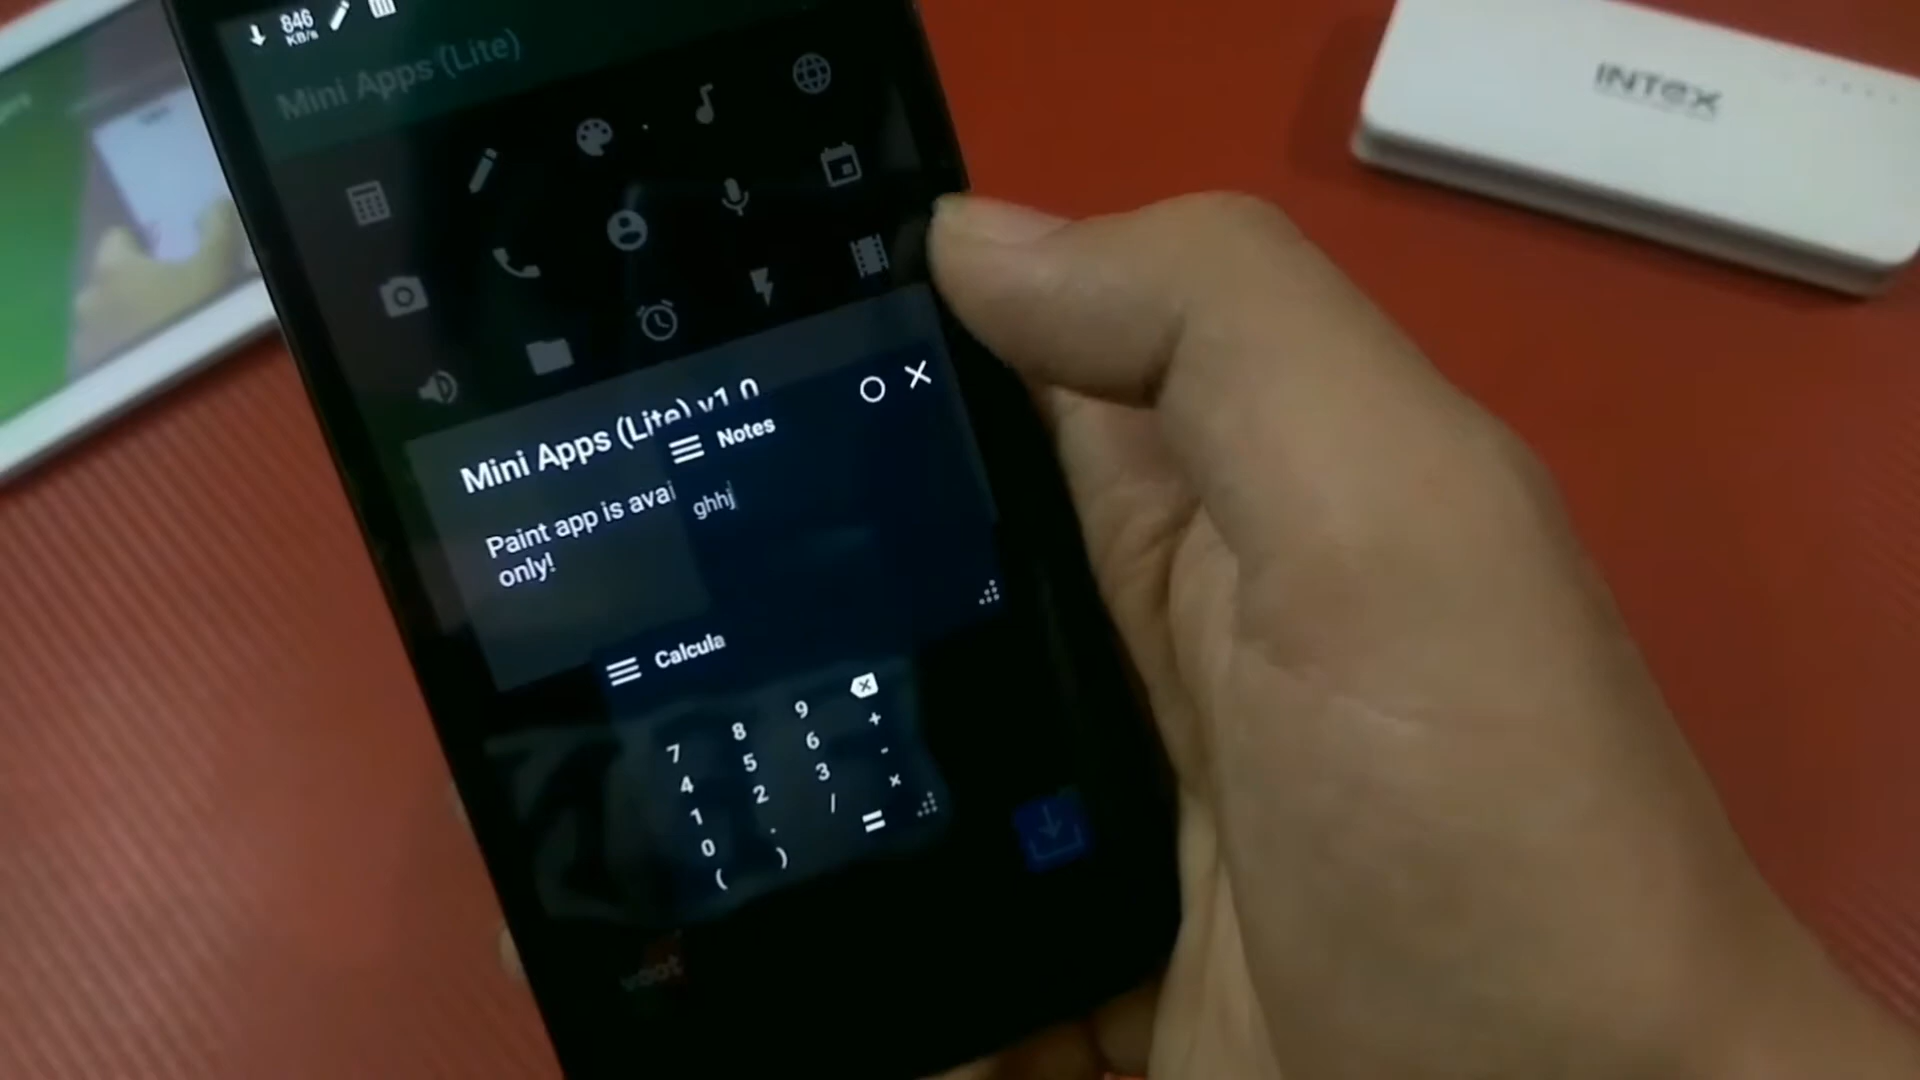 846
KB/s
Mini Apps (Lite)
INTEX
Mini Apps (Lite) v1.0
Notes
Paint app is avai
only!
ghhj
Calcula
7 8 9
4 5 6 +
1 2 3 -
0 . / ×
( ) =
voot